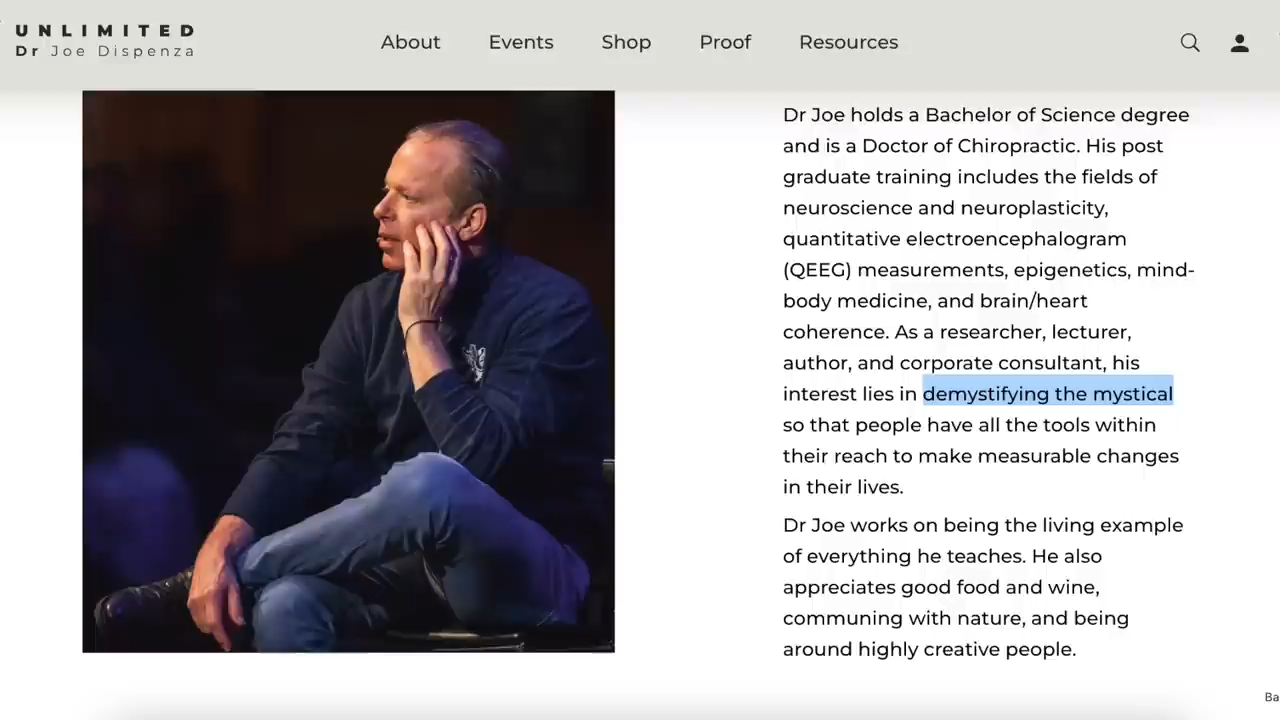 UNLIMITED
Dr Joe Dispenza
About Events Shop Proof Resources
Dr Joe holds a Bachelor of Science degree
and is a Doctor of Chiropractic. His post
graduate training includes the fields of
neuroscience and neuroplasticity,
quantitative electroencephalogram
(QEEG) measurements, epigenetics, mind-
body medicine, and brain/heart
coherence. As a researcher, lecturer,
author, and corporate consultant, his
interest lies in demystifying the mystical
so that people have all the tools within
their reach to make measurable changes
in their lives.
Dr Joe works on being the living example
of everything he teaches. He also
appreciates good food and wine,
communing with nature, and being
around highly creative people.
Ba